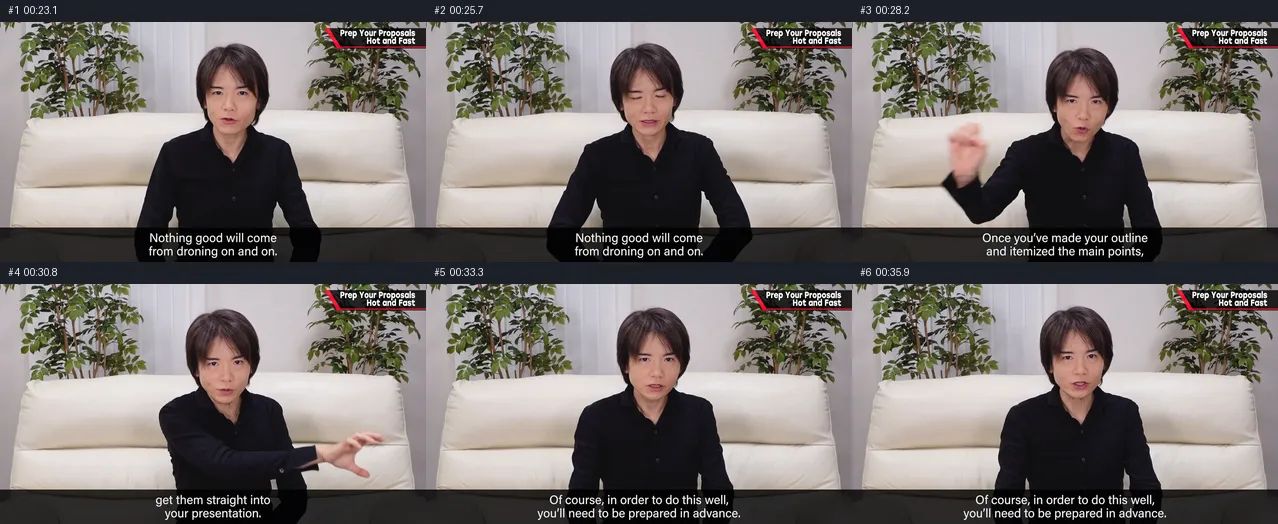 #1 00:23.1
Prep Your Proposals
Hot and Fast
Nothing good will come
from droning on and on.
#2 00:25.7
Prep Your Proposals
Hot and Fast
Nothing good will come
from droning on and on.
#3 00:28.2
Prep Your Proposals
Hot and Fast
Once you've made your outline
and itemized the main points,
#4 00:30.8
Prep Your Proposals
Hot and Fast
get them straight into
your presentation.
#5 00:33.3
Prep Your Proposals
Hot and Fast
Of course, in order to do this well,
you'll need to be prepared in advance.
#6 00:35.9
Prep Your Proposals
Hot and Fast
Of course, in order to do this well,
you'll need to be prepared in advance.